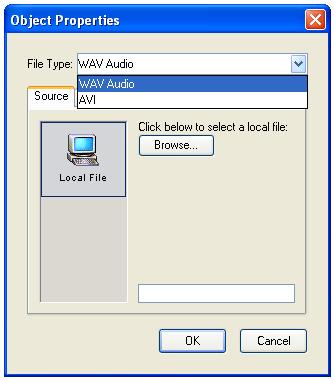 Object Properties
File Type: WAV Audio
WAV Audio
AVI
Source
Click below to select a local file:
Browse...
Local File
OK
Cancel